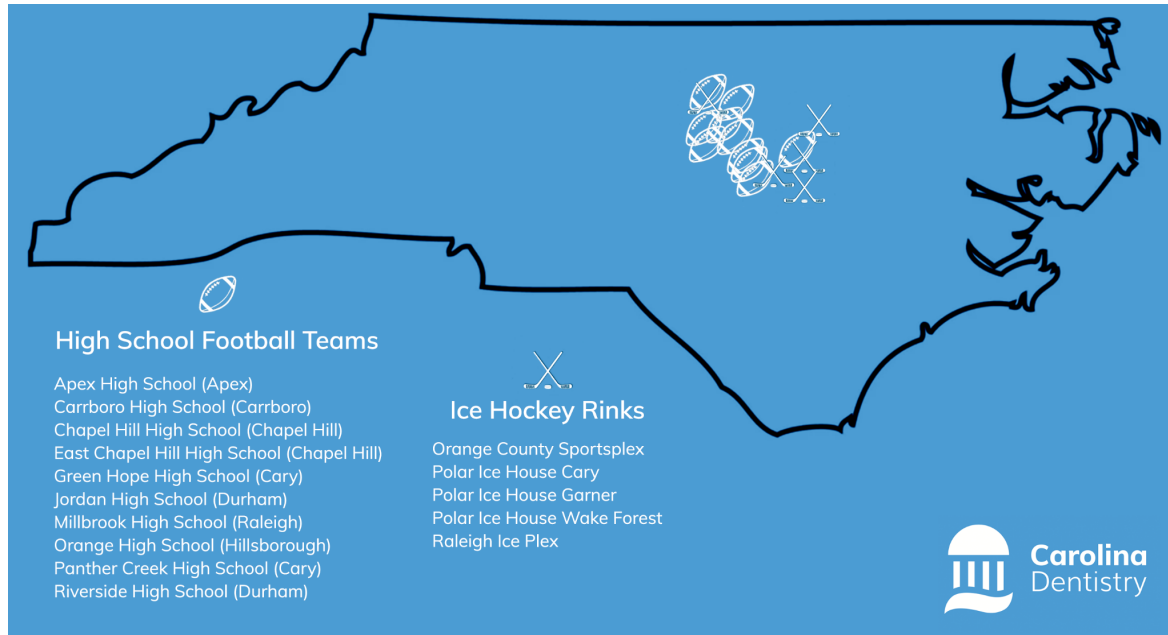 High School Football Teams
Apex High School (Apex)
Carrboro High School (Carrboro)
Chapel Hill High School (Chapel Hill)
East Chapel Hill High School (Chapel Hill)
Green Hope High School (Cary)
Jordan High School (Durham)
Millbrook High School (Raleigh)
Orange High School (Hillsborough)
Panther Creek High School (Cary)
Riverside High School (Durham)
Ice Hockey Rinks
Orange County Sportsplex
Polar Ice House Cary
Polar Ice House Garner
Polar Ice House Wake Forest
Raleigh Ice Plex
Carolina
Dentistry